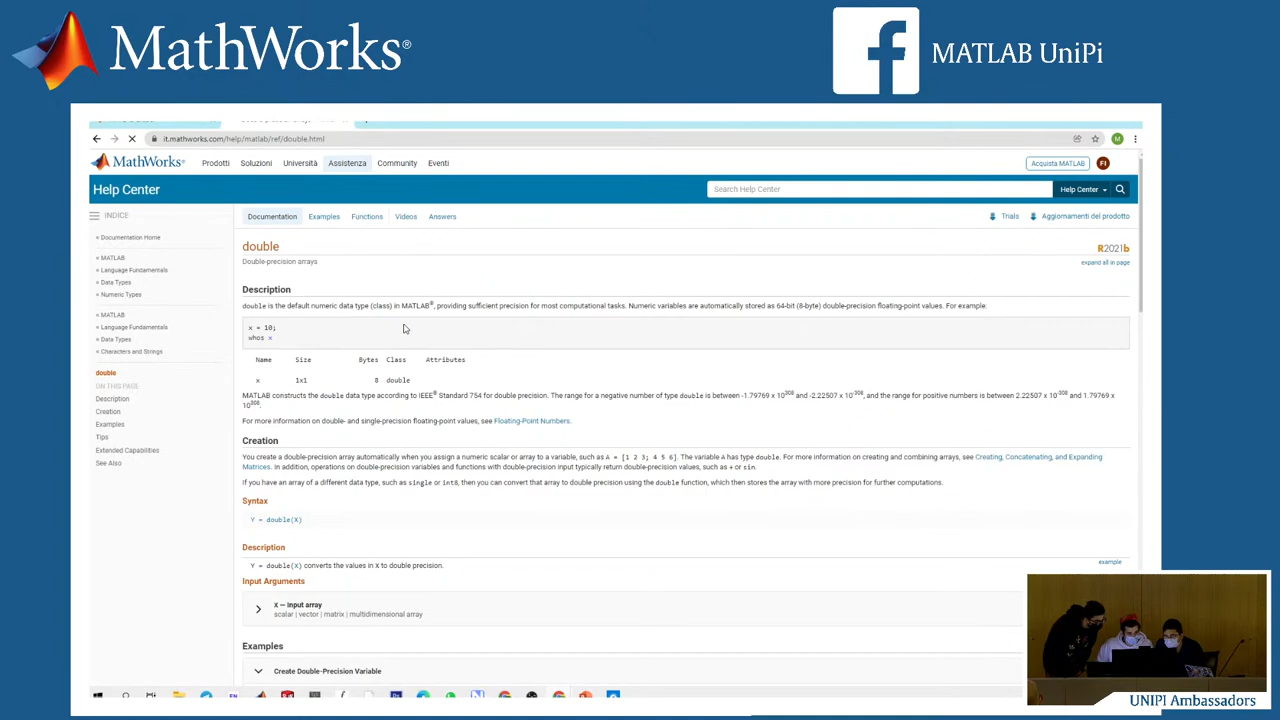 MathWorks®
MATLAB UniPi
it.mathworks.com/help/matlab/ref/double.html
M
MathWorks®
Prodotti
Soluzioni
Università
Assistenza
Community
Eventi
Acquista MATLAB
FI
Help Center
Search Help Center
Help Center
INDICE
Documentation
Examples
Functions
Videos
Answers
Trials
Aggiornamenti del prodotto
« Documentation Home
« MATLAB
« Language Fundamentals
« Data Types
« Numeric Types
« MATLAB
« Language Fundamentals
« Data Types
« Characters and Strings
double
ON THIS PAGE
Description
Creation
Examples
Tips
Extended Capabilities
See Also
double
R2021b
Double-precision arrays
expand all in page
Description
double is the default numeric data type (class) in MATLAB®, providing sufficient precision for most computational tasks. Numeric variables are automatically stored as 64-bit (8-byte) double-precision floating-point values. For example:
x = 10;
whos x
Name Size Bytes Class Attributes
x 1x1 8 double
MATLAB constructs the double data type according to IEEE® Standard 754 for double precision. The range for a negative number of type double is between -1.79769 x 10^308 and -2.22507 x 10^-308, and the range for positive numbers is between 2.22507 x 10^-308 and 1.79769 x
10^308.
For more information on double- and single-precision floating-point values, see Floating-Point Numbers.
Creation
You create a double-precision array automatically when you assign a numeric scalar or array to a variable, such as A = [1 2 3; 4 5 6]. The variable A has type double. For more information on creating and combining arrays, see Creating, Concatenating, and Expanding
Matrices. In addition, operations on double-precision variables and functions with double-precision input typically return double-precision values, such as + or sin.
If you have an array of a different data type, such as single or int8, then you can convert that array to double precision using the double function, which then stores the array with more precision for further computations.
Syntax
Y = double(X)
Description
Y = double(X) converts the values in X to double precision.
example
Input Arguments
X — Input array
scalar | vector | matrix | multidimensional array
Examples
Create Double-Precision Variable
EN
UNIPI Ambassadors